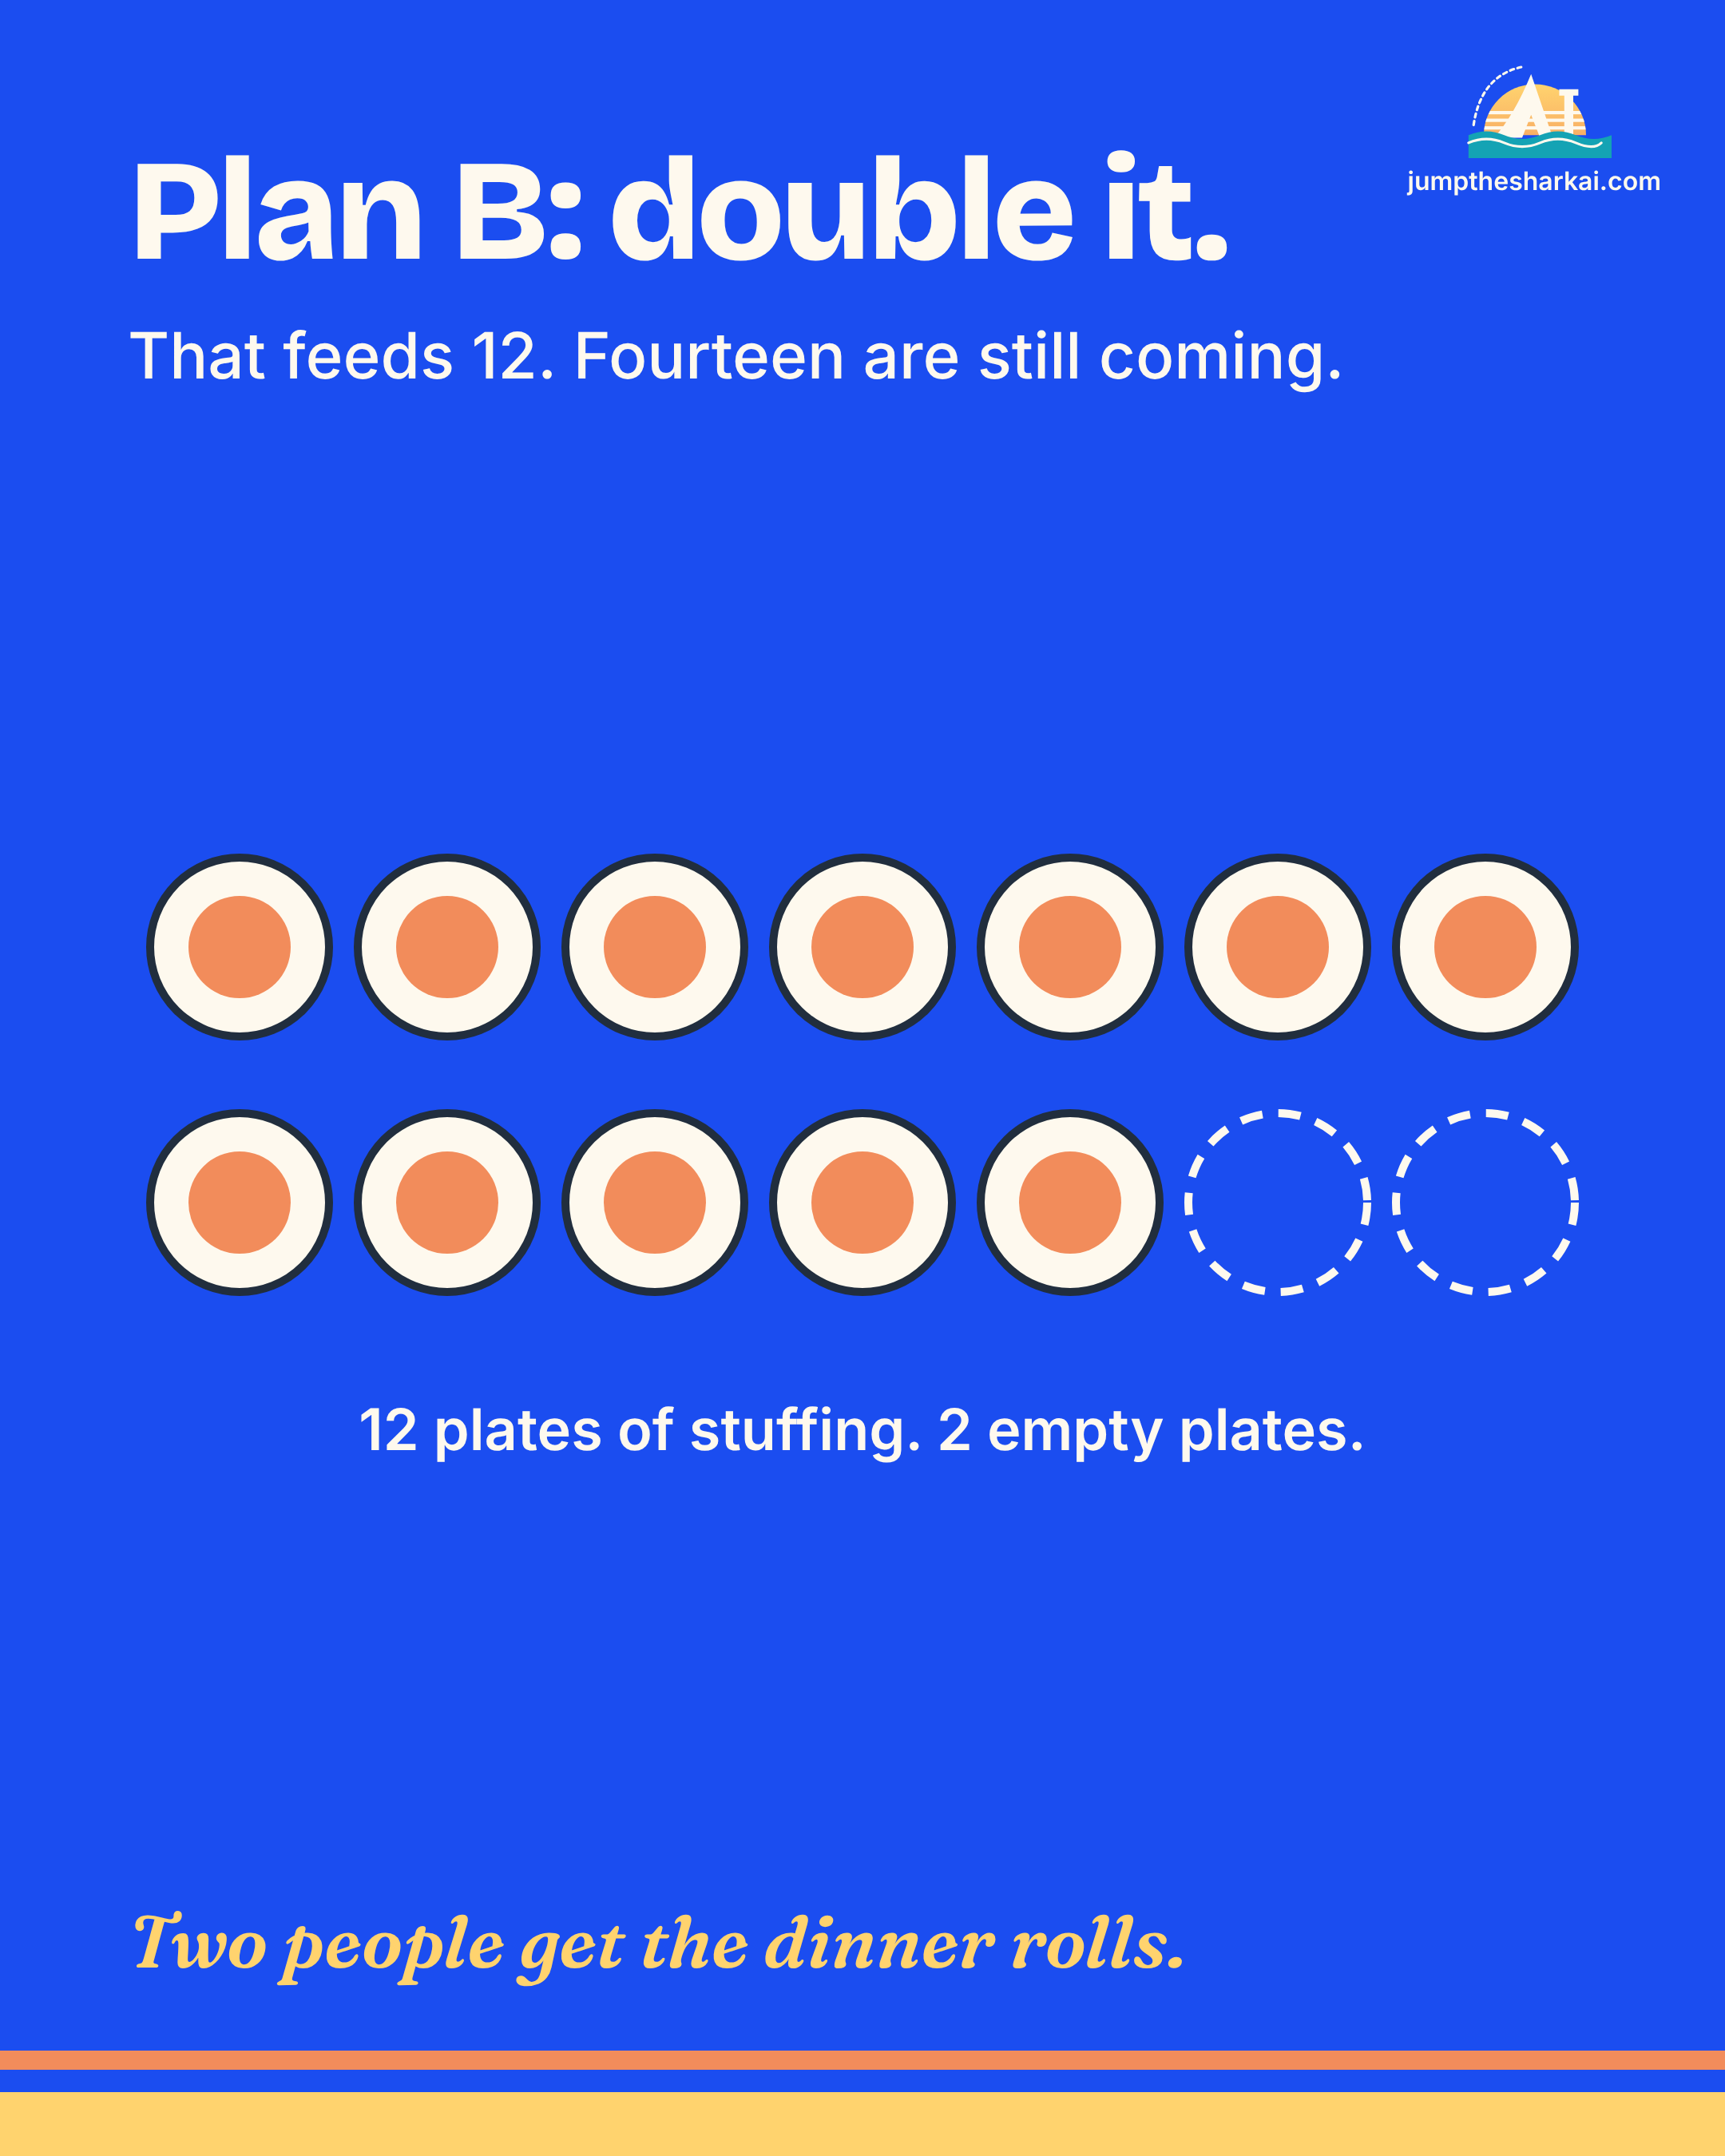 AI
jumpthesharkai.com
Plan B: double it.
That feeds 12. Fourteen are still coming.
12 plates of stuffing. 2 empty plates.
Two people get the dinner rolls.